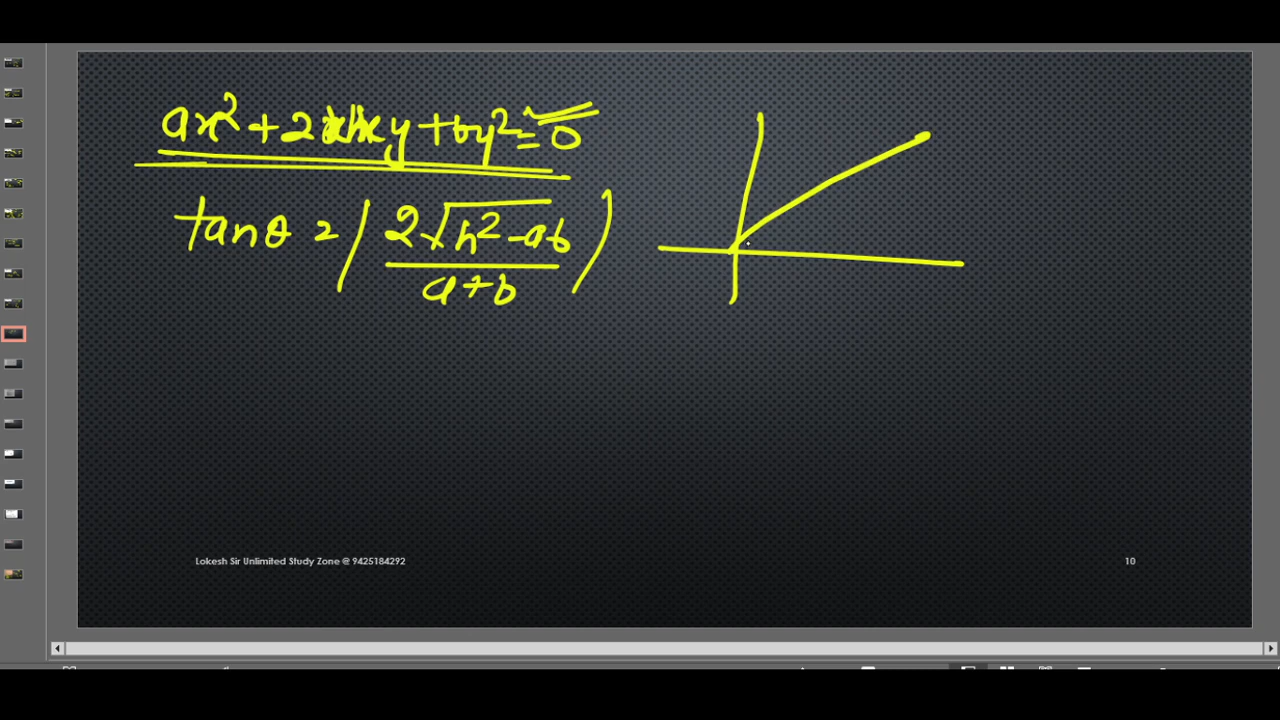 ax² + 2hxy + by² = 0
tanθ = | 2√h² - ab / a + b |
Lokesh Sir Unlimited Study Zone @ 9425184292
10